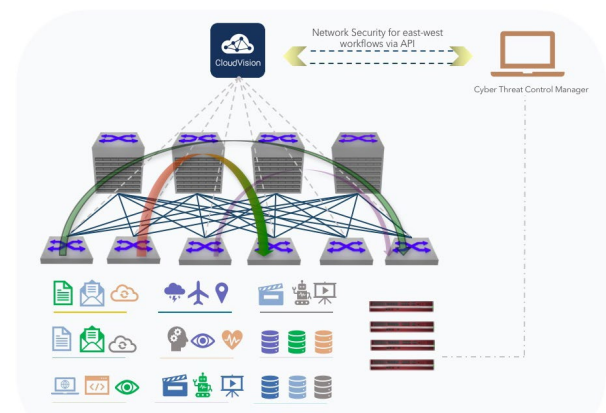 Network Security for east-west
workflows via API
CloudVision
Cyber Threat Control Manager